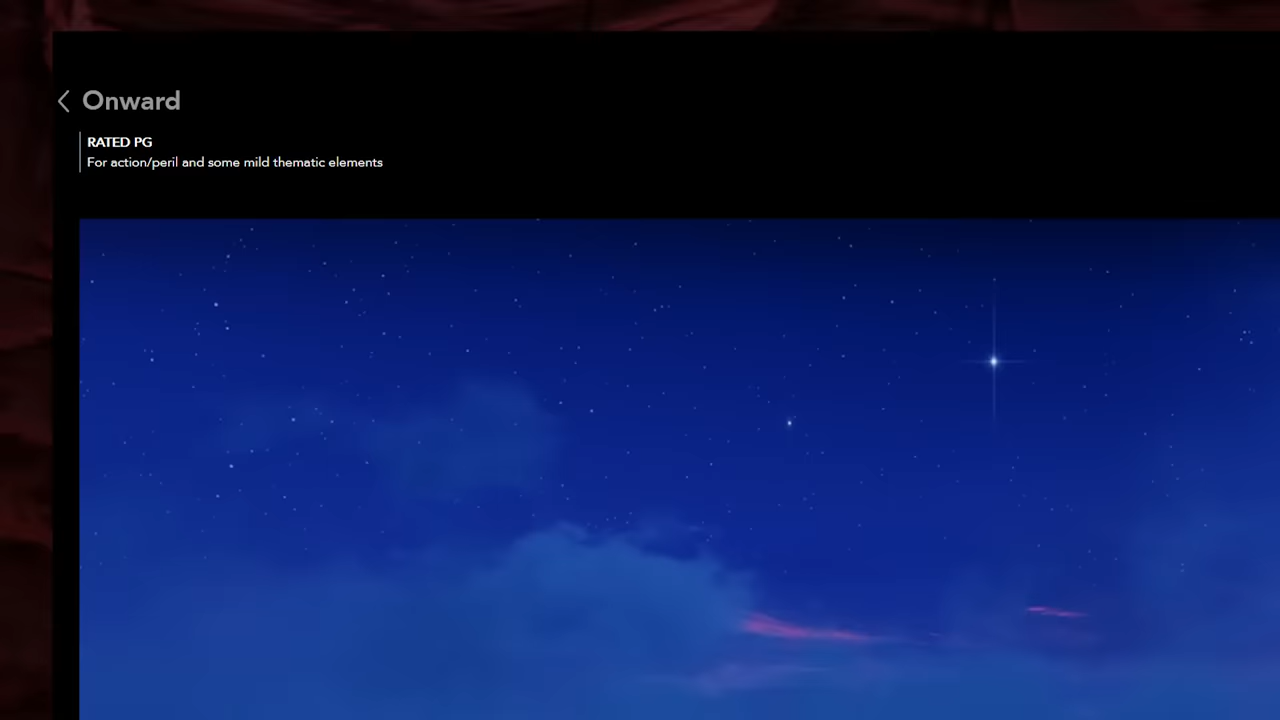 Onward
RATED PG
For action/peril and some mild thematic elements